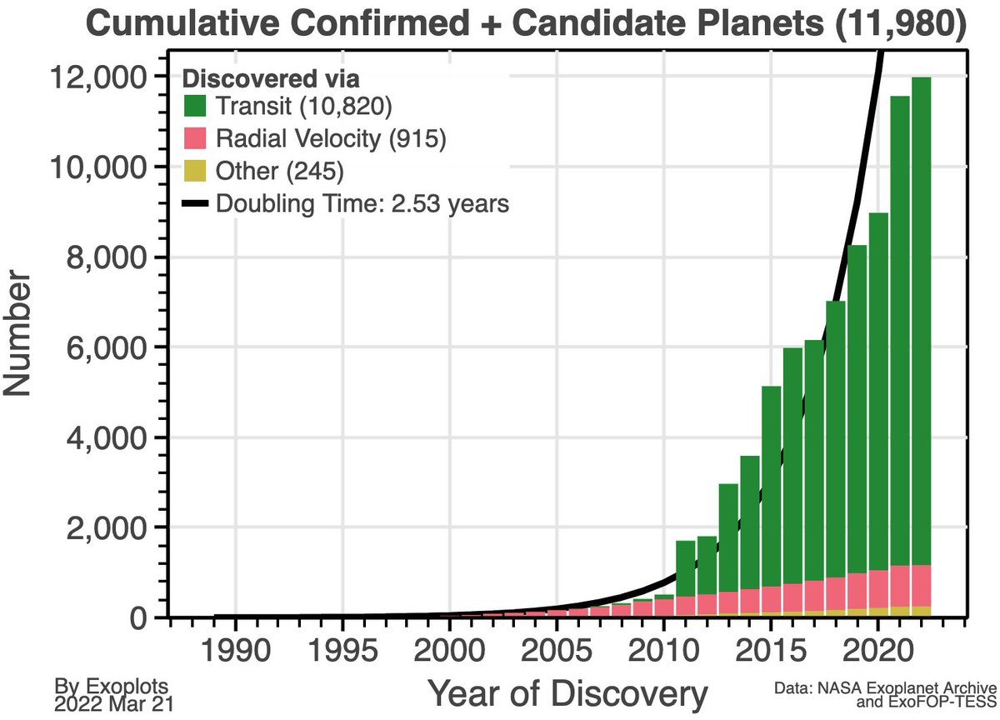 Cumulative Confirmed + Candidate Planets (11,980)
12,000
10,000
8,000
6,000
4,000
2,000
0
Number
Discovered via
Transit (10,820)
Radial Velocity (915)
Other (245)
Doubling Time: 2.53 years
1990 1995 2000 2005 2010 2015 2020
Year of Discovery
By Exoplots
2022 Mar 21
Data: NASA Exoplanet Archive
and ExoFOP-TESS